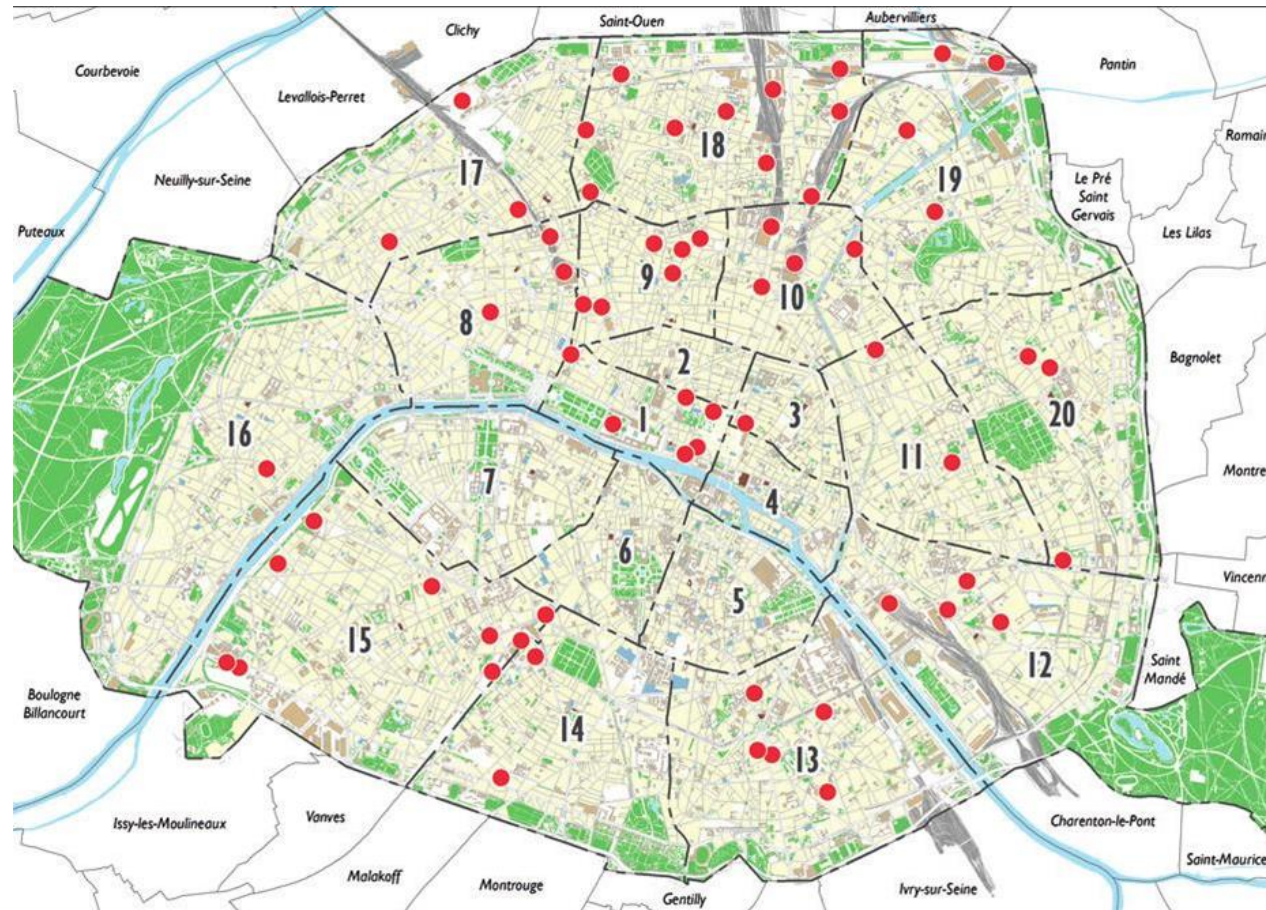 Saint-Ouen
Aubervilliers
Clichy
Courbevoie
Pantin
Levallois-Perret
18
Romain
17
Neuilly-sur-Seine
19
Le Pré
Saint
Gervais
Puteaux
Les Lilas
9
10
8
2
Bagnolet
1
3
20
16
11
Montre
7
4
6
Vincenn
5
15
12
Saint
Mandé
Boulogne
Billancourt
14
13
Issy-les-Moulineaux
Vanves
Charenton-le-Pont
Saint-Maurice
Malakoff
Montrouge
Ivry-sur-Seine
Gentilly